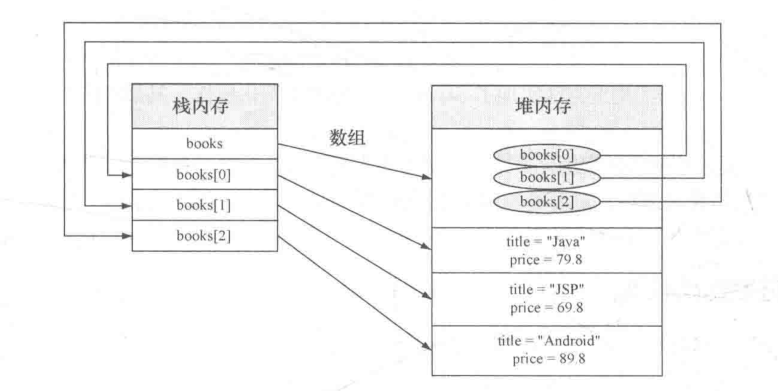 栈内存
books
books[0]
books[1]
books[2]
数组
堆内存
books[0]
books[1]
books[2]
title = "Java"
price = 79.8
title = "JSP"
price = 69.8
title = "Android"
price = 89.8